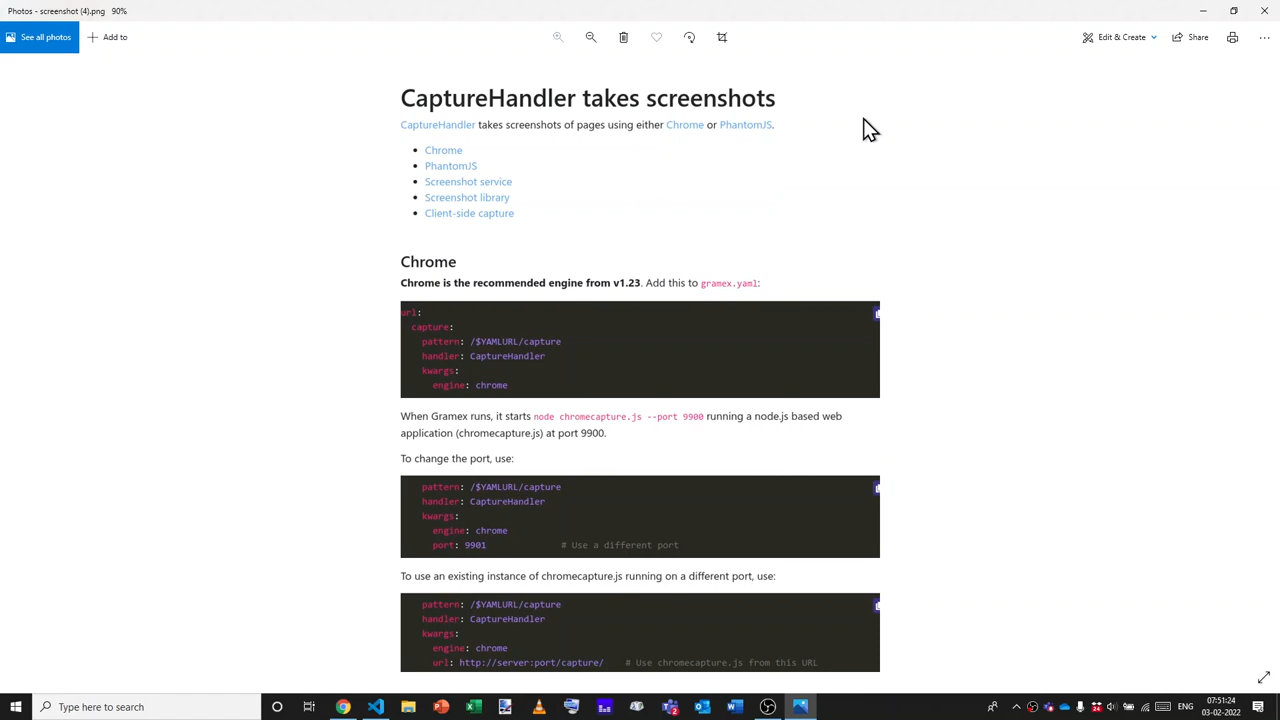 Photos - screenshot (4).png  90%
See all photos
Add to
Edit & Create
Share
CaptureHandler takes screenshots
CaptureHandler takes screenshots of pages using either Chrome or PhantomJS.
Chrome
PhantomJS
Screenshot service
Screenshot library
Client-side capture
Chrome
Chrome is the recommended engine from v1.23. Add this to gramex.yaml:
url:
capture:
pattern: /$YAMLURL/capture
handler: CaptureHandler
kwargs:
engine: chrome
When Gramex runs, it starts node chromecapture.js --port 9900 running a node.js based web
application (chromecapture.js) at port 9900.
To change the port, use:
pattern: /$YAMLURL/capture
handler: CaptureHandler
kwargs:
engine: chrome
port: 9901 # Use a different port
To use an existing instance of chromecapture.js running on a different port, use:
pattern: /$YAMLURL/capture
handler: CaptureHandler
kwargs:
engine: chrome
url: http://server:port/capture/ # Use chromecapture.js from this URL
Type here to search
ENG
07:51:24
03-02-2022